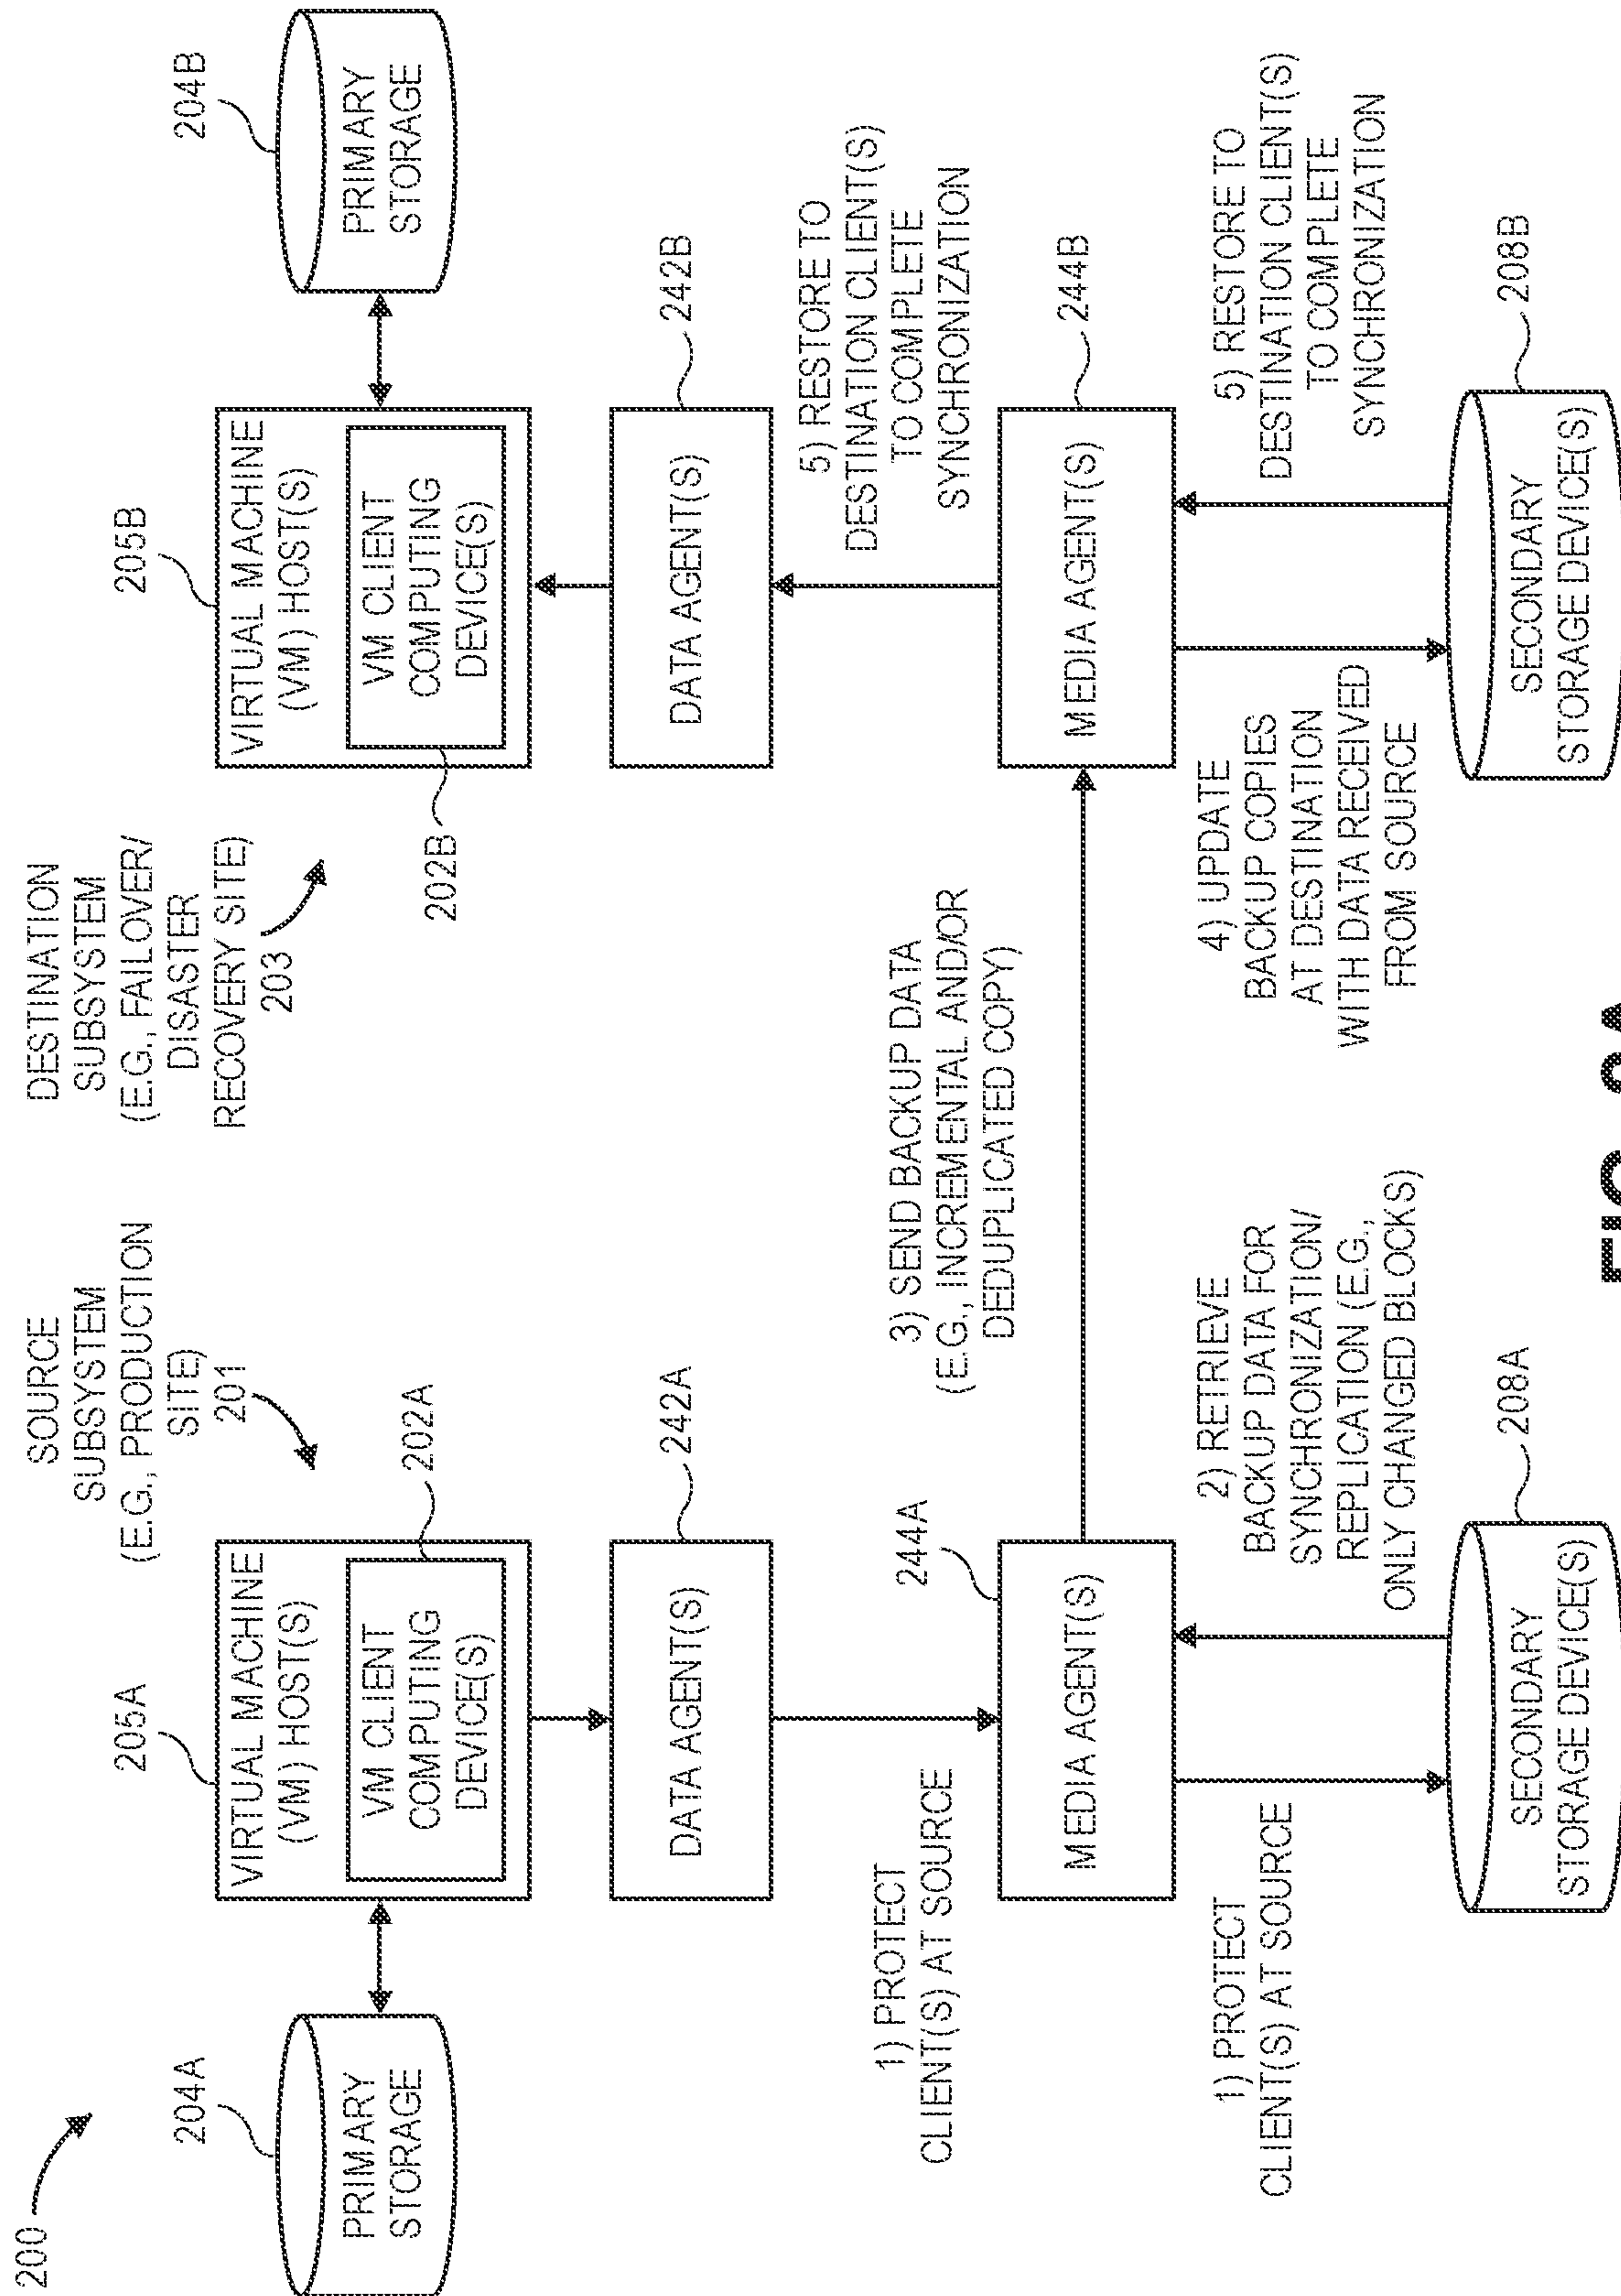 200
SOURCE
SUBSYSTEM
(E.G., PRODUCTION
SITE)
201
DESTINATION
SUBSYSTEM
(E.G., FAILOVER/
DISASTER
RECOVERY SITE)
203
204A
PRIMARY
STORAGE
205A
VIRTUAL MACHINE
(VM) HOST(S)
VM CLIENT
COMPUTING
DEVICE(S)
202A
205B
VIRTUAL MACHINE
(VM) HOST(S)
VM CLIENT
COMPUTING
DEVICE(S)
202B
204B
PRIMARY
STORAGE
DATA AGENT(S)
242A
DATA AGENT(S)
242B
1) PROTECT
CLIENT(S) AT SOURCE
3) SEND BACKUP DATA
(E.G., INCREMENTAL AND/OR
DEDUPLICATED COPY)
5) RESTORE TO
DESTINATION CLIENT(S)
TO COMPLETE
SYNCHRONIZATION
244A
MEDIA AGENT(S)
MEDIA AGENT(S)
244B
1) PROTECT
CLIENT(S) AT SOURCE
2) RETRIEVE
BACKUP DATA FOR
SYNCHRONIZATION/
REPLICATION (E.G.,
ONLY CHANGED BLOCKS)
4) UPDATE
BACKUP COPIES
AT DESTINATION
WITH DATA RECEIVED
FROM SOURCE
5) RESTORE TO
DESTINATION CLIENT(S)
TO COMPLETE
SYNCHRONIZATION
SECONDARY
STORAGE DEVICE(S)
208A
SECONDARY
STORAGE DEVICE(S)
208B